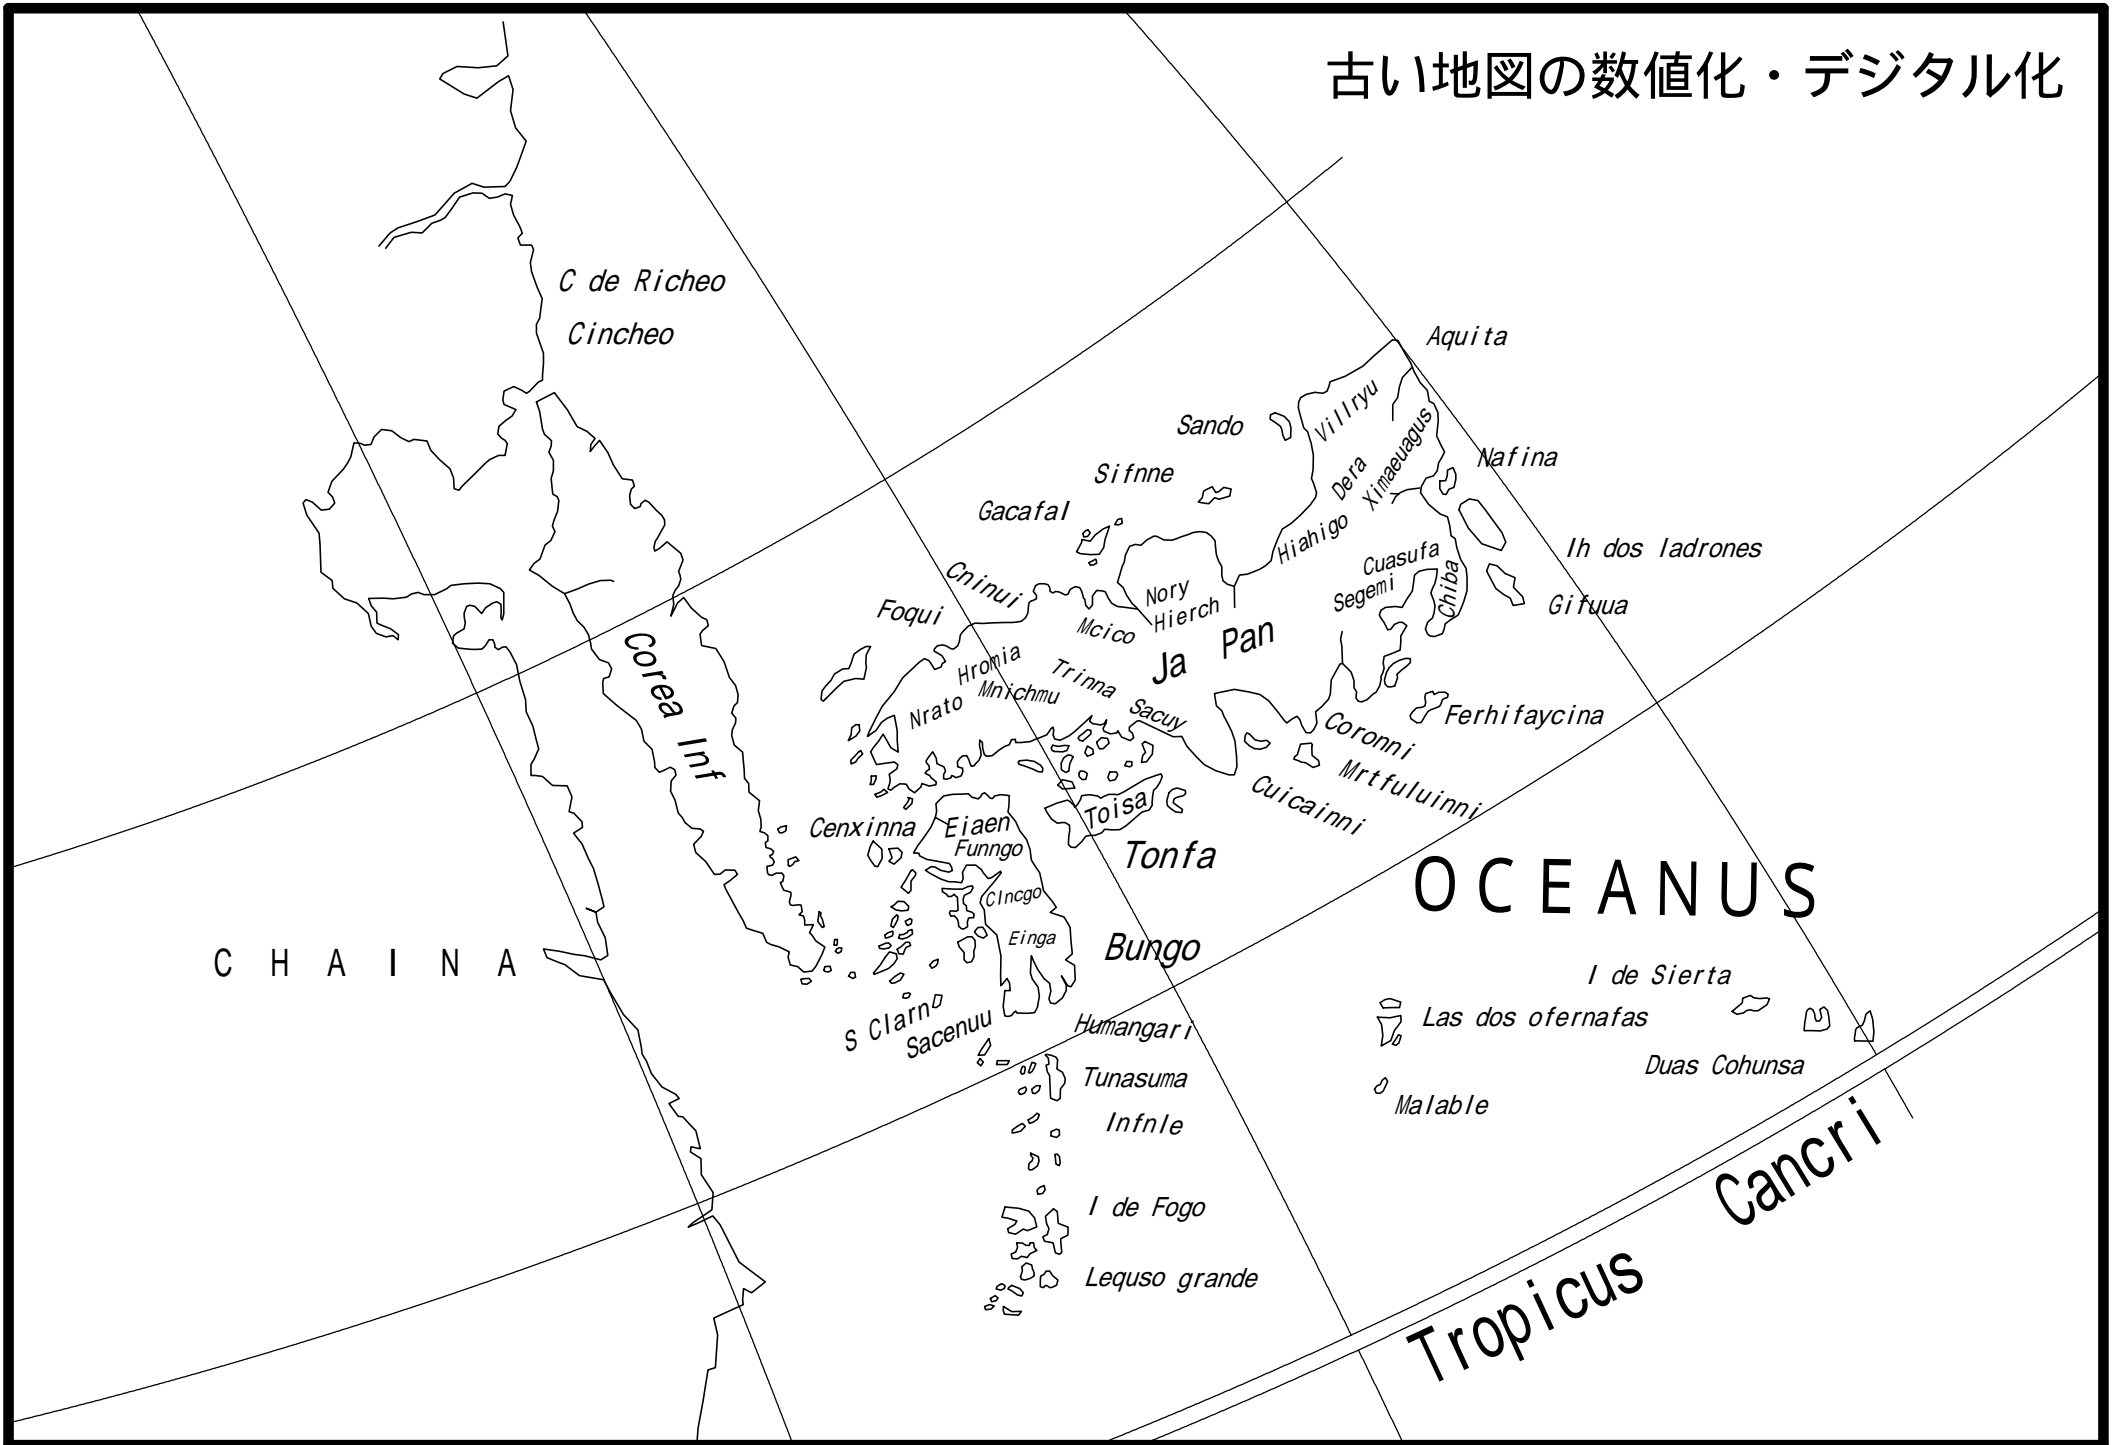 古い地図の数値化・デジタル化
C de Richeo
Cincheo
Aquita
Sando
Villryu
Ximaeuagus
Nafina
Sifnne
Dera
Gacafal
Hiahigo
Ih dos ladrones
Cuasufa
Cninui
Nory
Segemi
Chiba
Gifuua
Foqui
Hierch
Mcico
Ja Pan
Corea Inf
Hromia
Trinna
Mnichmu
Nrato
Sacuy
Ferhifaycina
Coronni
Mrtfuluinni
Cuicainni
Toisa
Cenxinna
Eiaen
Funngo
Tonfa
OCEANUS
CIncgo
Einga
Bungo
CHAINA
I de Sierta
S Clarn
Sacenuu
Humangari
Las dos ofernafas
Duas Cohunsa
Tunasuma
Malable
Infnle
I de Fogo
Lequso grande
Tropicus Cancri